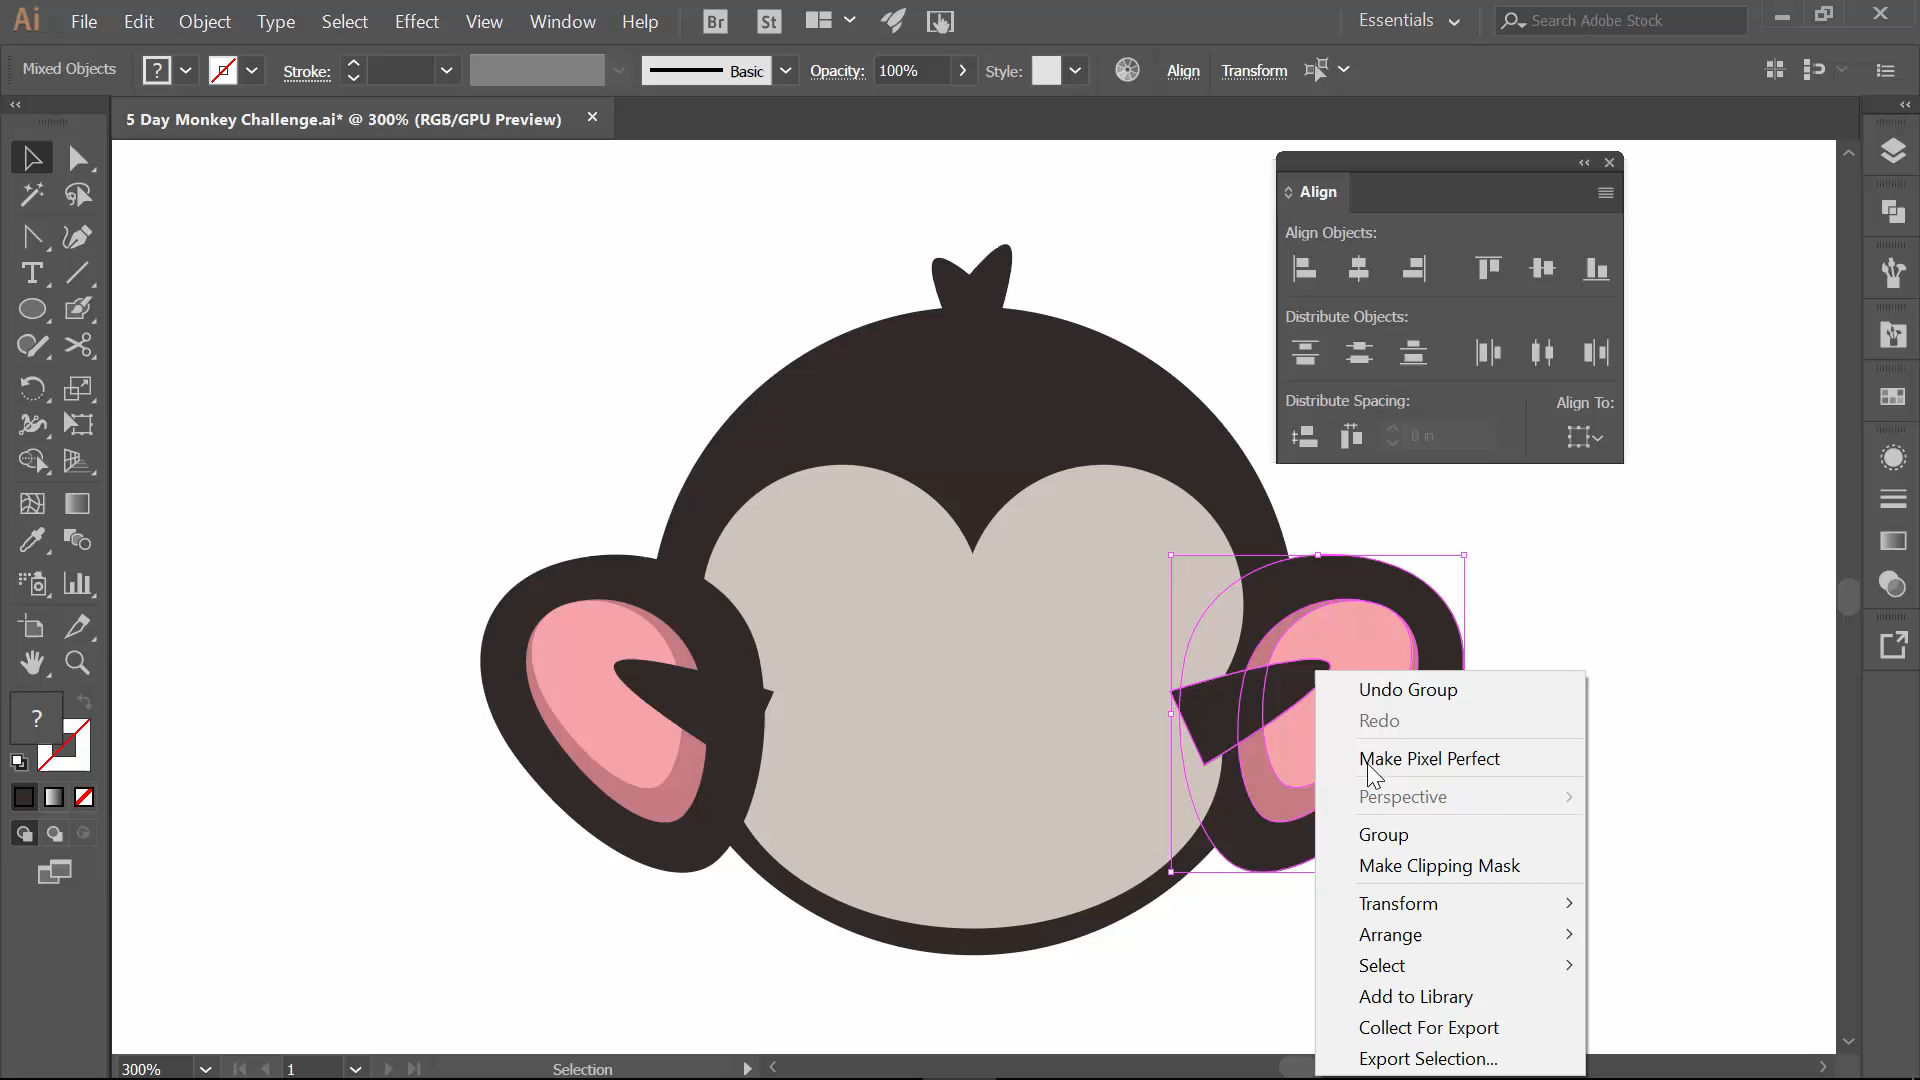 Ai File Edit Object Type Select Effect View Window Help Br St Essentials Search Adobe Stock
Mixed Objects ? Stroke: Basic Opacity: 100% Style: Align Transform
5 Day Monkey Challenge.ai* @ 300% (RGB/GPU Preview)
Align
Align Objects:
Distribute Objects:
Distribute Spacing: Align To:
0 in
?
Undo Group
Redo
Make Pixel Perfect
Perspective
Group
Make Clipping Mask
Transform
Arrange
Select
Add to Library
Collect For Export
Export Selection...
300% 1 Selection